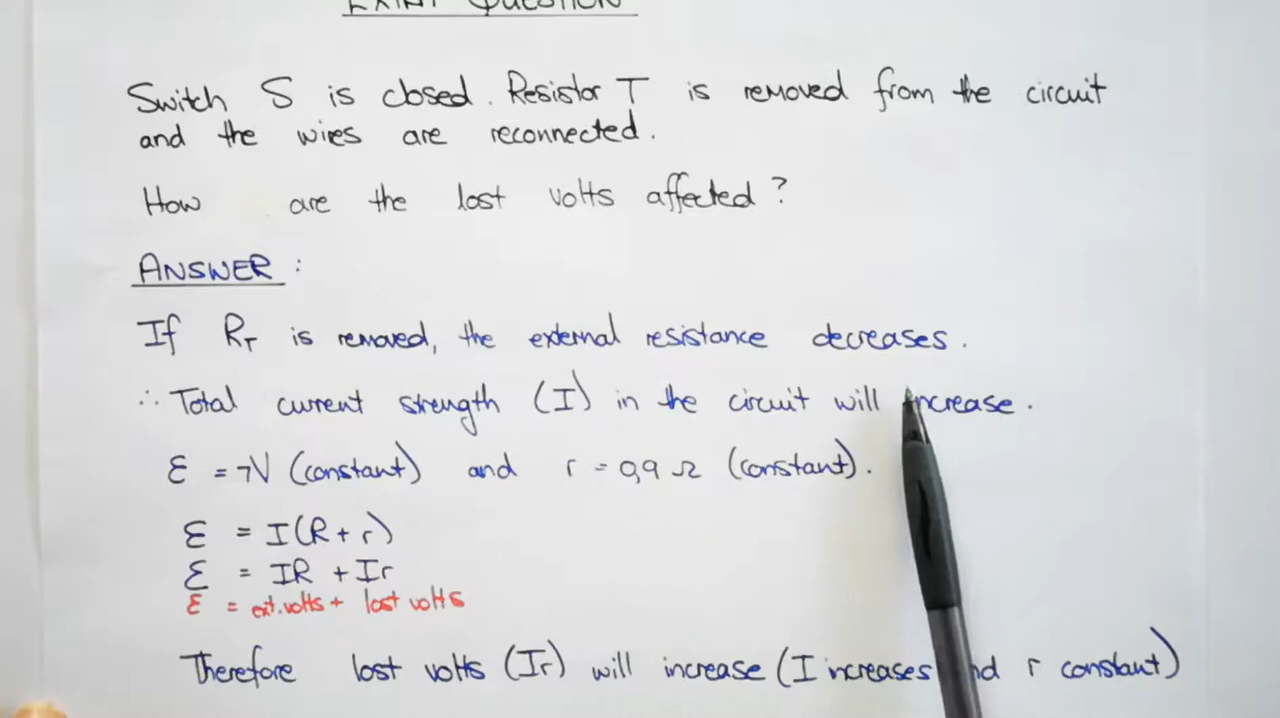 EXAM QUESTION
Switch S is closed. Resistor T is removed from the circuit
and the wires are reconnected.
How are the lost volts affected?
ANSWER:
If R_T is removed, the external resistance decreases.
∴ Total current strength (I) in the circuit will increase.
ε = 7V (constant) and r = 0,9 Ω (constant).
ε = I(R + r)
ε = IR + Ir
ε = ext. volts + lost volts
Therefore lost volts (Ir) will increase (I increases and r constant)